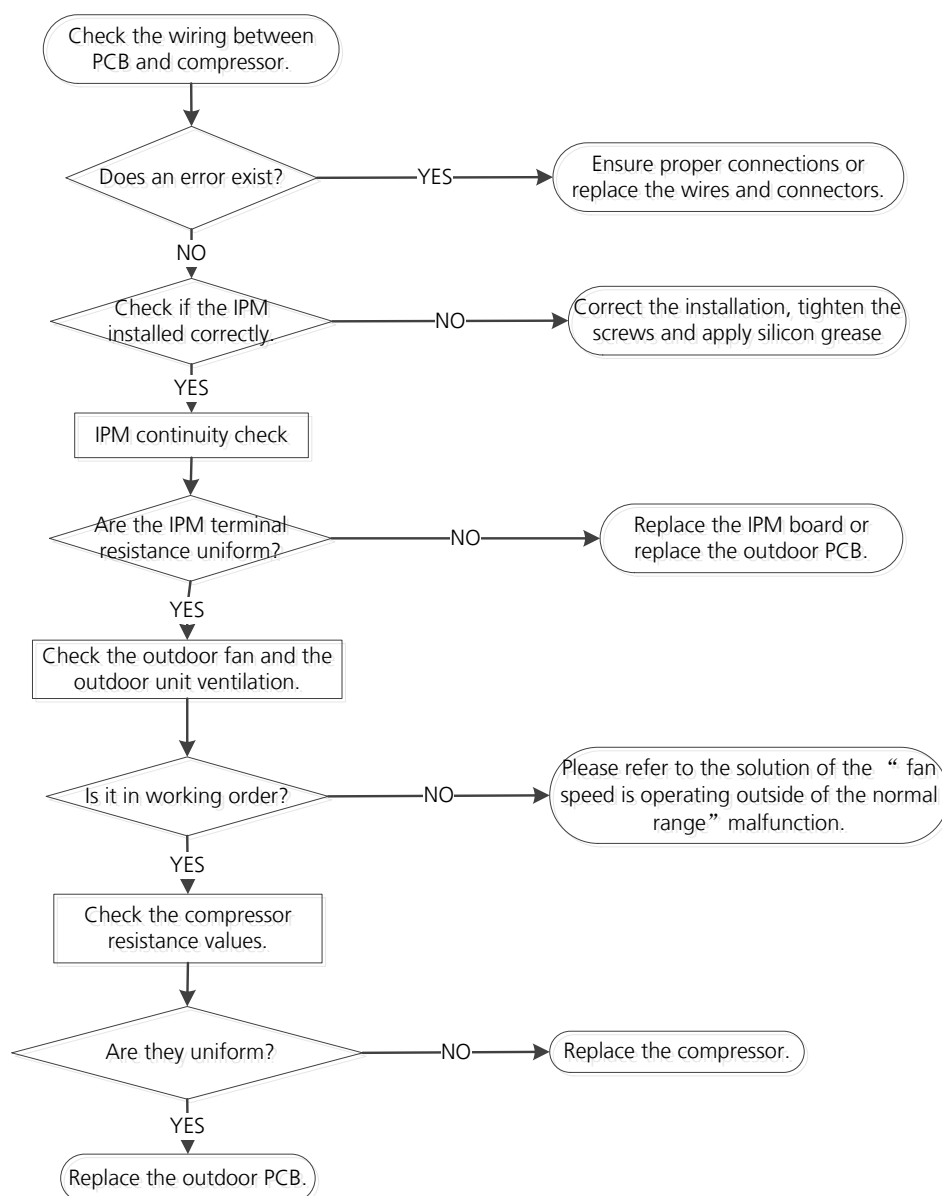 Check the wiring between
PCB and compressor.
Does an error exist?
YES
Ensure proper connections or
replace the wires and connectors.
NO
Check if the IPM
installed correctly.
NO
Correct the installation, tighten the
screws and apply silicon grease
YES
IPM continuity check
Are the IPM terminal
resistance uniform?
NO
Replace the IPM board or
replace the outdoor PCB.
YES
Check the outdoor fan and the
outdoor unit ventilation.
Is it in working order?
NO
Please refer to the solution of the “ fan
speed is operating outside of the normal
range” malfunction.
YES
Check the compressor
resistance values.
Are they uniform?
NO
Replace the compressor.
YES
Replace the outdoor PCB.